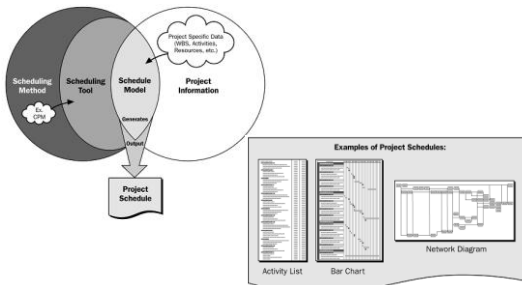 Project Specific Data
(WBS, Activities,
Resources, etc.)
Scheduling
Method
Scheduling
Tool
Schedule
Model
Project
Information
Ex.
CPM
Generates
Output
Project
Schedule
Examples of Project Schedules:
Activity List
Bar Chart
Network Diagram